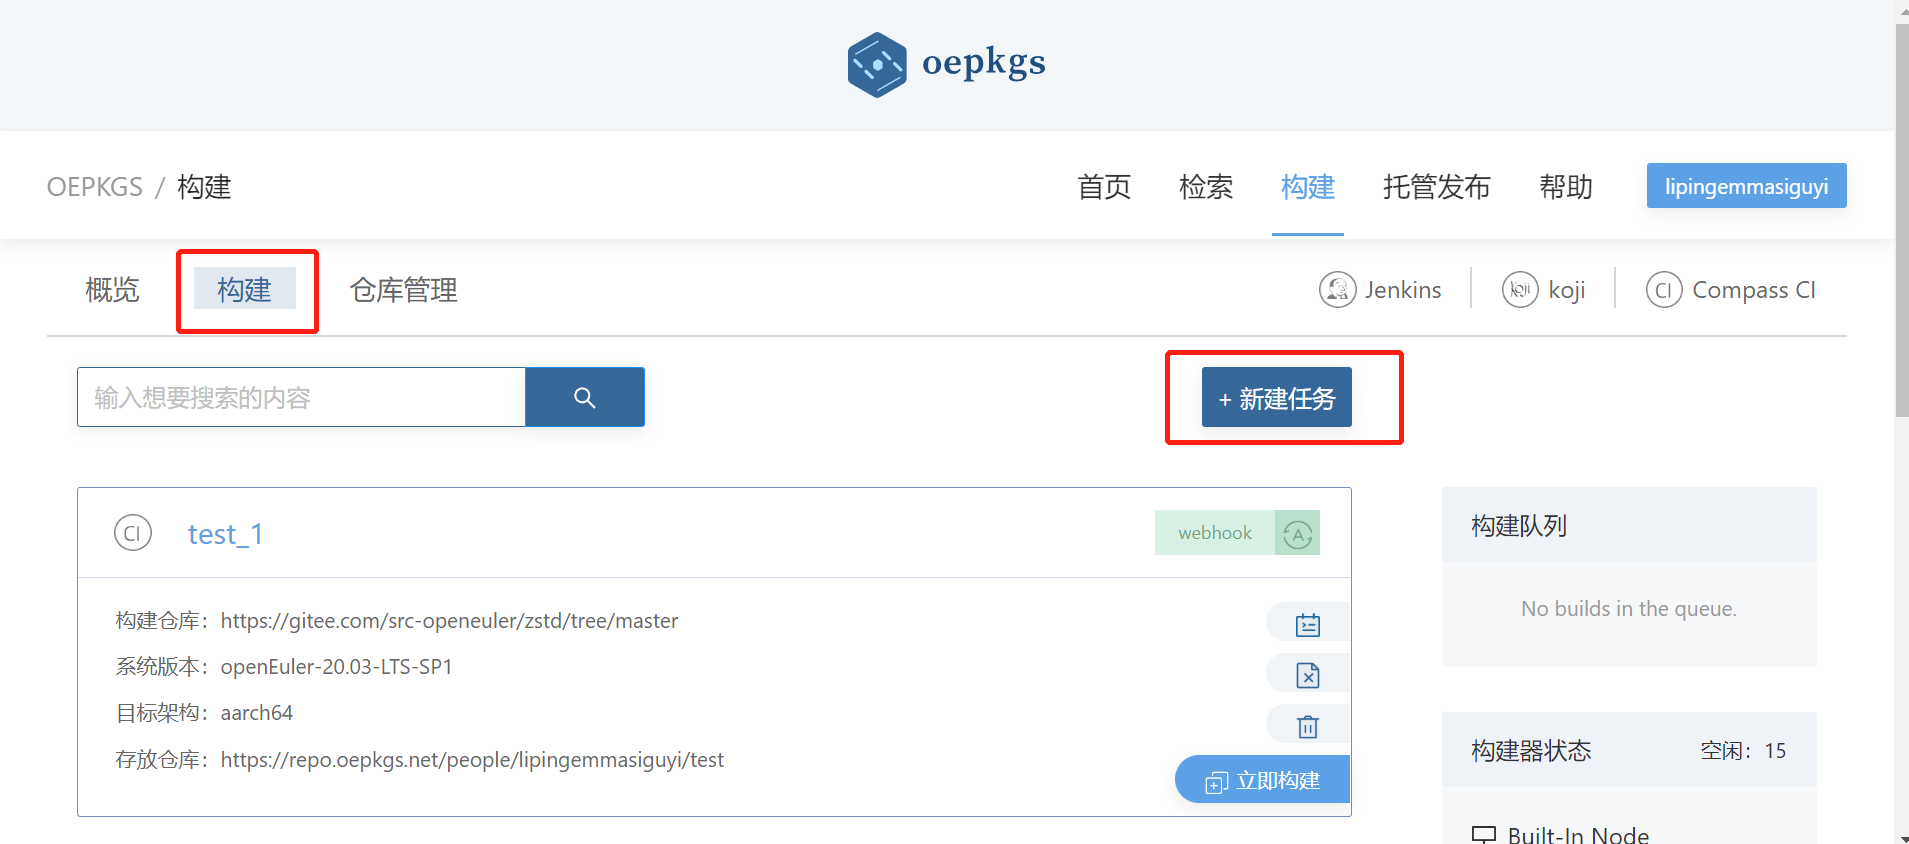 oepkgs
OEPKGS / 构建
首页 检索 构建 托管发布 帮助 lipingemmasiguyi
概览 构建 仓库管理
Jenkins koji koji CI Compass CI
输入想要搜索的内容
+ 新建任务
CI test_1 webhook A
构建队列
No builds in the queue.
构建仓库：https://gitee.com/src-openeuler/zstd/tree/master
系统版本：openEuler-20.03-LTS-SP1
目标架构：aarch64
存放仓库：https://repo.oepkgs.net/people/lipingemmasiguyi/test
立即构建
构建器状态 空闲：15
Built-In Node